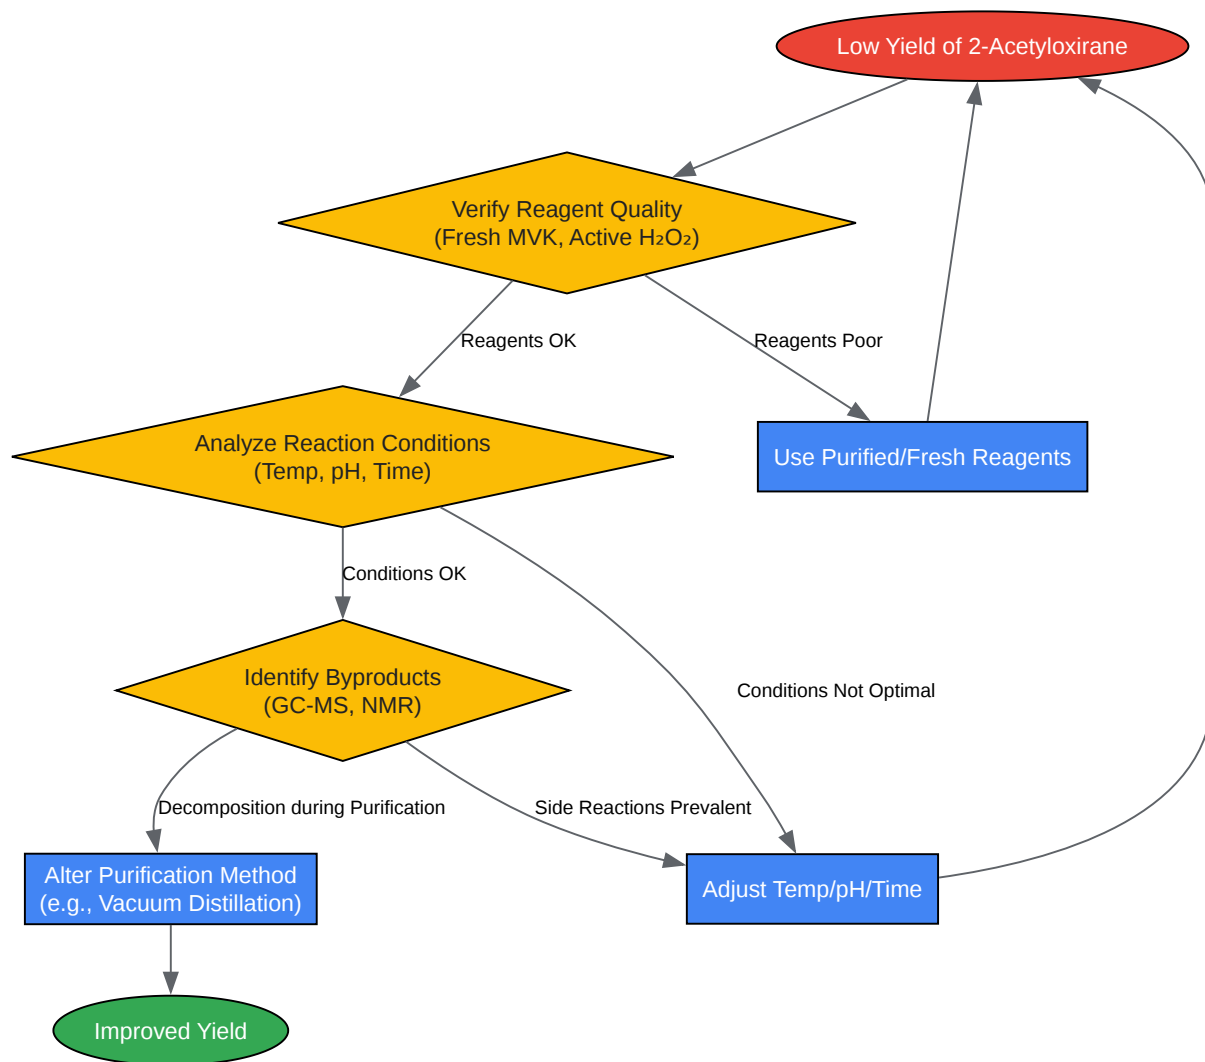 Low Yield of 2-Acetyloxirane
Verify Reagent Quality
(Fresh MVK, Active H₂O₂)
Reagents OK
Reagents Poor
Analyze Reaction Conditions
(Temp, pH, Time)
Use Purified/Fresh Reagents
Conditions OK
Identify Byproducts
(GC-MS, NMR)
Conditions Not Optimal
Decomposition during Purification
Side Reactions Prevalent
Alter Purification Method
(e.g., Vacuum Distillation)
Adjust Temp/pH/Time
Improved Yield